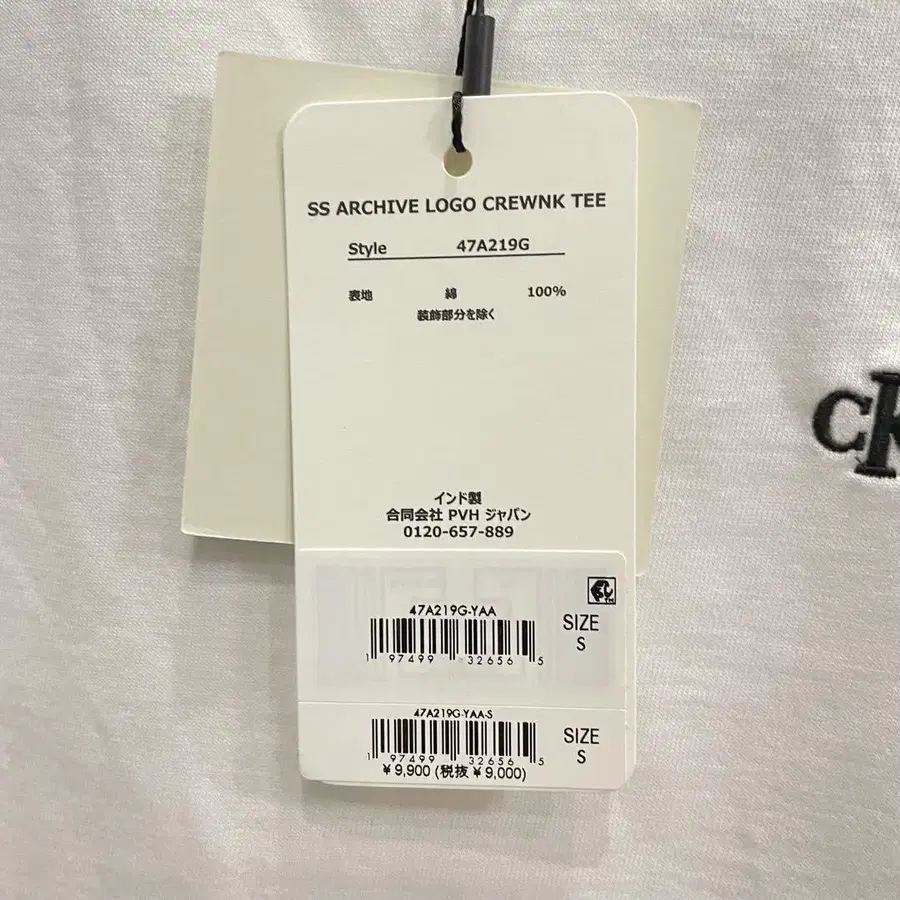 SS ARCHIVE LOGO CREWNK TEE
Style 47A219G
表地 綿 100%
装飾部分を除く
インド製
合同会社 PVH ジャパン
0120-657-889
47A219G-YAA
1 97499 32656 5
SIZE
S
47A219G-YAA-S
1 97499 32656 5
SIZE
S
¥9,900 (税抜 ¥9,000)
CK